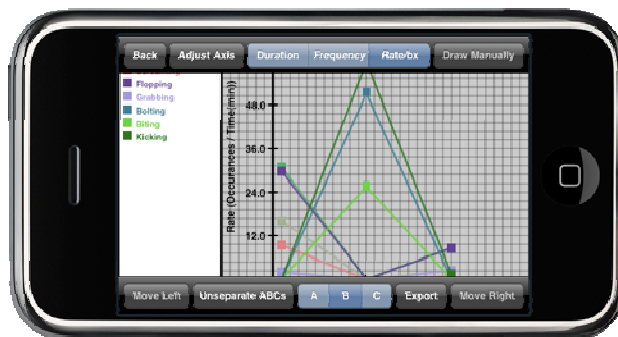 Back Adjust Axis Duration Frequency Rate/bx Draw Manually
Flopping
Grabbing
Bolting
Biting
Kicking
Rate (Occurances / Time(min))
48.0
36.0
24.0
12.0
Move Left Unseparate ABCs A B C Export Move Right